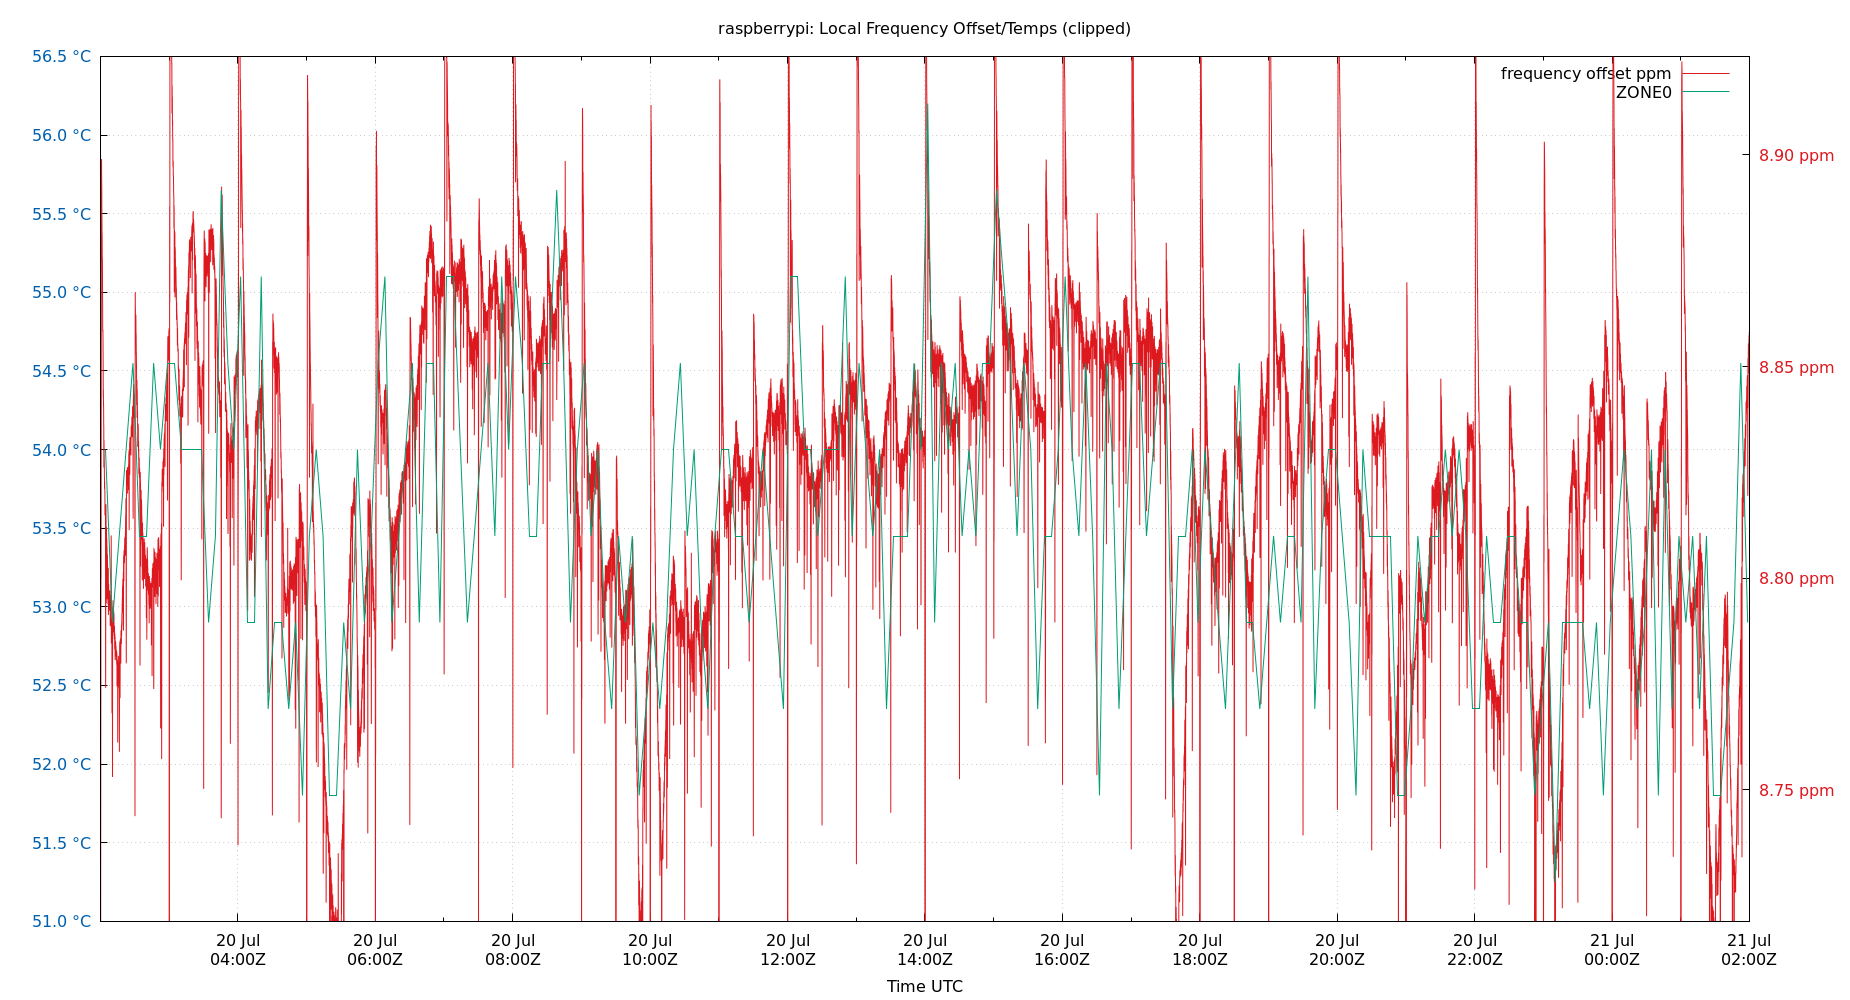 raspberrypi: Local Frequency Offset/Temps (clipped)
56.5 °C
56.0 °C
55.5 °C
55.0 °C
54.5 °C
54.0 °C
53.5 °C
53.0 °C
52.5 °C
52.0 °C
51.5 °C
51.0 °C
frequency offset ppm
ZONE0
8.90 ppm
8.85 ppm
8.80 ppm
8.75 ppm
20 Jul
04:00Z
20 Jul
06:00Z
20 Jul
08:00Z
20 Jul
10:00Z
20 Jul
12:00Z
20 Jul
14:00Z
20 Jul
16:00Z
20 Jul
18:00Z
20 Jul
20:00Z
20 Jul
22:00Z
21 Jul
00:00Z
21 Jul
02:00Z
Time UTC